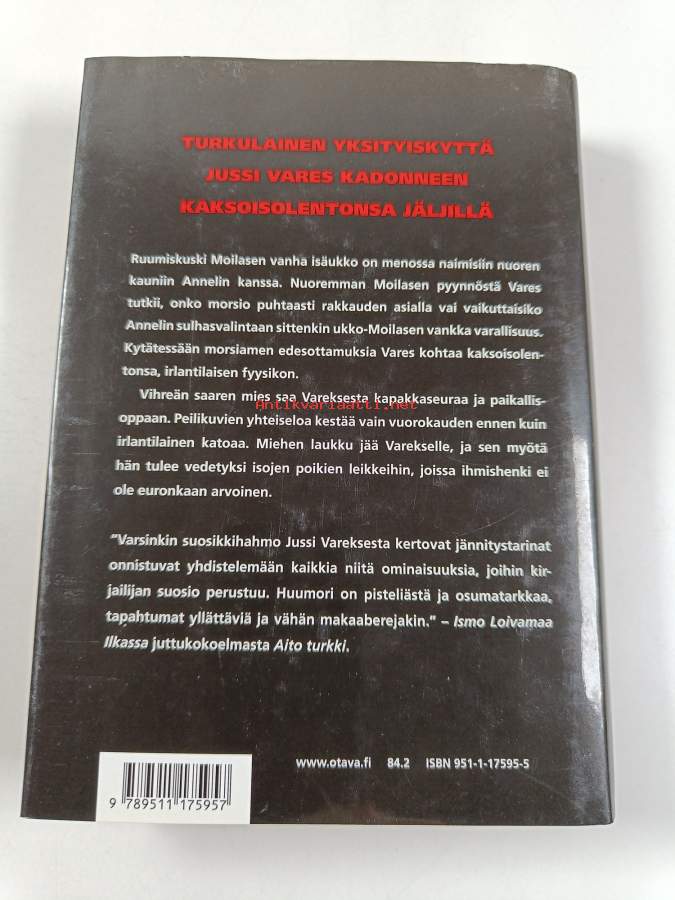 TURKULAINEN YKSITYISKYTTÄ
JUSSI VARES KADONNEEN
KAKSOISOLENTONSA JÄLJILLÄ
Ruumiskuski Moilasen vanha isäukko on menossa naimisiin nuoren
kauniin Annelin kanssa. Nuoremman Moilasen pyynnöstä Vares
tutkii, onko morsio puhtaasti rakkauden asialla vai vaikuttaisiko
Annelin sulhasvalintaan sittenkin ukko-Moilasen vankka varallisuus.
Kytätessään morsiamen edesottamuksia Vares kohtaa kaksoisolen-
tonsa, irlantilaisen fyysikon.
Vihreän saaren mies saa Vareksesta kapakkaseuraa ja paikallis-
Antikvariaatti.net
oppaan. Peilikuvien yhteiseloa kestää vain vuorokauden ennen kuin
irlantilainen katoaa. Miehen laukku jää Varekselle, ja sen myötä
hän tulee vedetyksi isojen poikien leikkeihin, joissa ihmishenki ei
ole euronkaan arvoinen.
"Varsinkin suosikkihahmo Jussi Vareksesta kertovat jännitystarinat
onnistuvat yhdistelemään kaikkia niitä ominaisuuksia, joihin kir-
jailijan suosio perustuu. Huumori on pisteliästä ja osumatarkkaa,
tapahtumat yllättäviä ja vähän makaaberejakin." – Ismo Loivamaa
Ilkassa juttukokoelmasta Aito turkki.
www.otava.fi 84.2 ISBN 951-1-17595-5
9 789511 175957